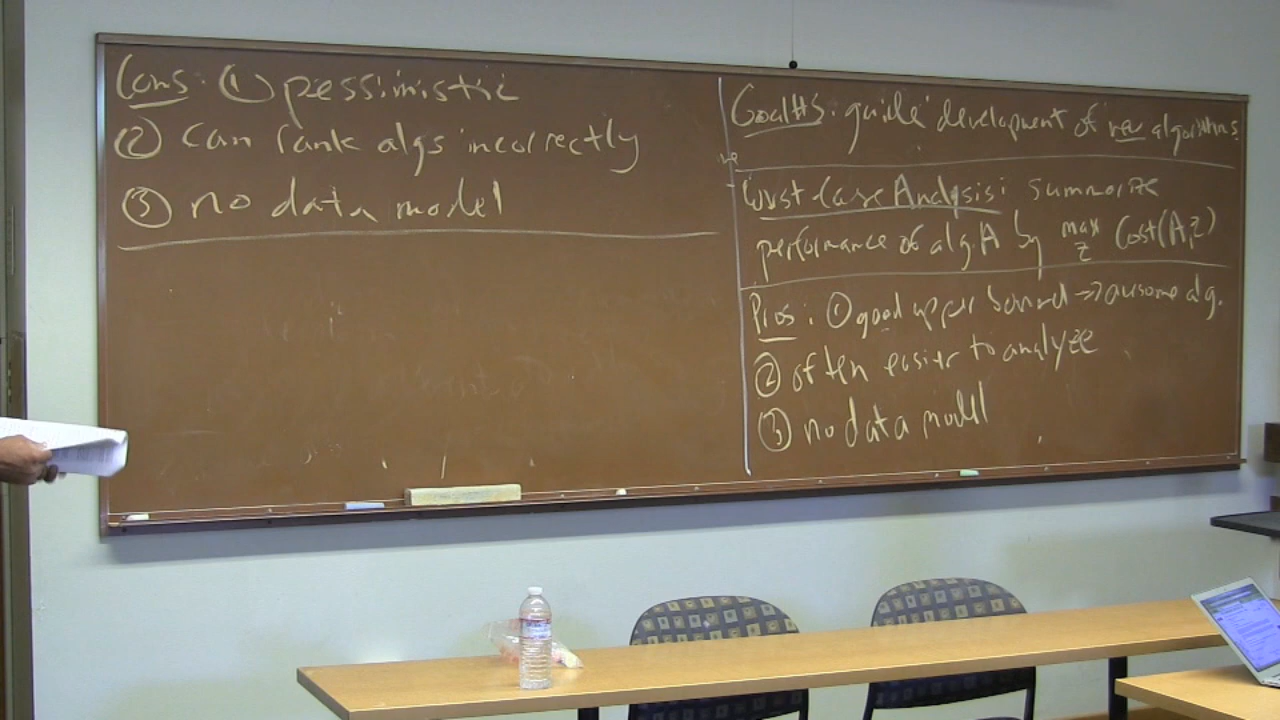 Cons: ① pessimistic
② can rank algs incorrectly
③ no data model
Goal #3: guide development of new algorithms
Worst Case Analysis: summarize
performance of alg. A by max_z Cost(A,z)
Pros: ① good upper bound → awesome alg.
② often easier to analyze
③ no data model